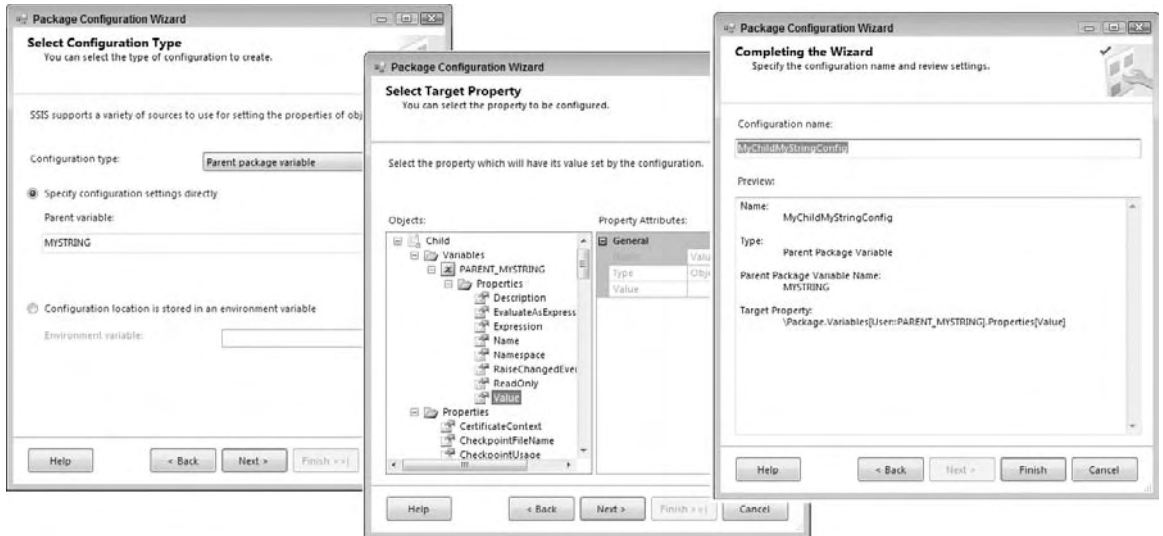 Package Configuration Wizard
Select Configuration Type
You can select the type of configuration to create.
SSIS supports a variety of sources to use for setting the properties of obj
Configuration type:
Parent package variable
Specify configuration settings directly
Parent variable:
MYSTRING
Configuration location is stored in an environment variable
Environment variable:
Help
< Back
Next >
Finish >>|
Package Configuration Wizard
Select Target Property
You can select the property to be configured.
Select the property which will have its value set by the configuration.
Objects:
Child
Variables
PARENT_MYSTRING
Properties
Description
EvaluateAsExpress
Expression
Name
Namespace
RaiseChangedEve
ReadOnly
Value
Properties
CertificateContext
CheckpointFileName
CheckpointUsage
Property Attributes:
General
Name Valu
Type Obje
Value
Help
< Back
Next >
Finish >>|
Cancel
Package Configuration Wizard
Completing the Wizard
Specify the configuration name and review settings.
Configuration name:
MyChildMyStringConfig
Preview:
Name:
MyChildMyStringConfig
Type:
Parent Package Variable
Parent Package Variable Name:
MYSTRING
Target Property:
\Package.Variables[User::PARENT_MYSTRING].Properties[Value]
Help
< Back
Next >
Finish
Cancel